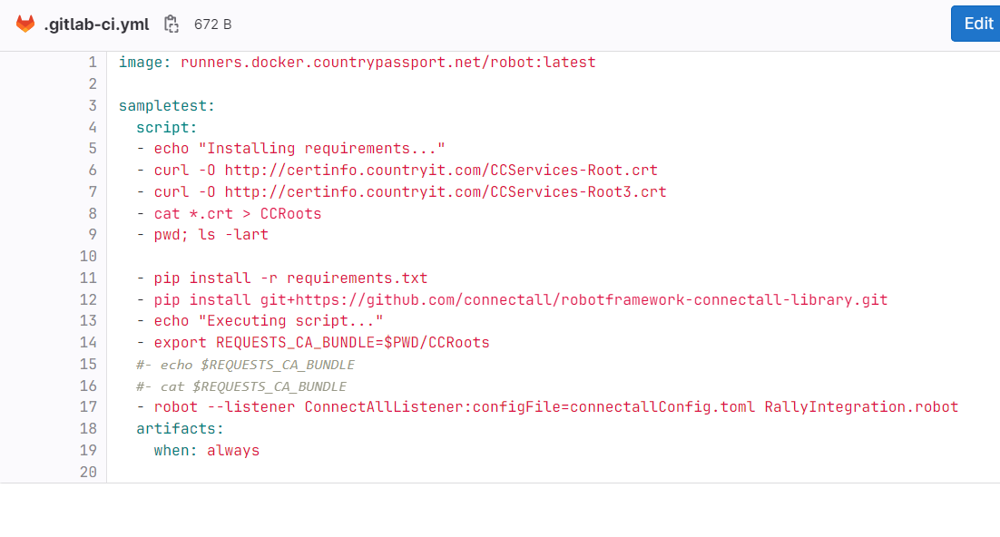 .gitlab-ci.yml 672 B Edit
1 image: runners.docker.countrypassport.net/robot:latest
2
3 sampletest:
4   script:
5   - echo "Installing requirements..."
6   - curl -O http://certinfo.countryit.com/CCServices-Root.crt
7   - curl -O http://certinfo.countryit.com/CCServices-Root3.crt
8   - cat *.crt > CCRoots
9   - pwd; ls -lart
10
11   - pip install -r requirements.txt
12   - pip install git+https://github.com/connectall/robotframework-connectall-library.git
13   - echo "Executing script..."
14   - export REQUESTS_CA_BUNDLE=$PWD/CCRoots
15   #- echo $REQUESTS_CA_BUNDLE
16   #- cat $REQUESTS_CA_BUNDLE
17   - robot --listener ConnectAllListener:configFile=connectallConfig.toml RallyIntegration.robot
18   artifacts:
19     when: always
20